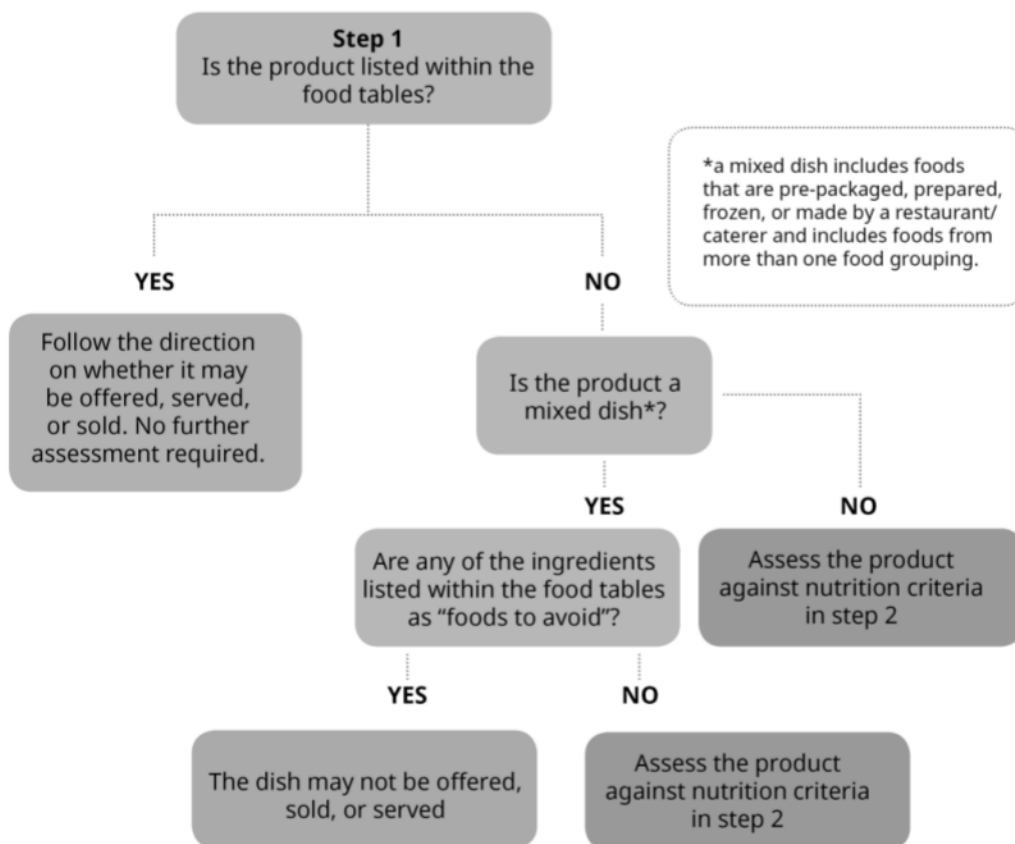 Step 1
Is the product listed within the
food tables?
*a mixed dish includes foods
that are pre-packaged, prepared,
frozen, or made by a restaurant/
caterer and includes foods from
more than one food grouping.
YES
NO
Follow the direction
on whether it may
be offered, served,
or sold. No further
assessment required.
Is the product a
mixed dish*?
YES
NO
Are any of the ingredients
listed within the food tables
as “foods to avoid”?
Assess the product
against nutrition criteria
in step 2
YES
NO
The dish may not be offered,
sold, or served
Assess the product
against nutrition criteria
in step 2